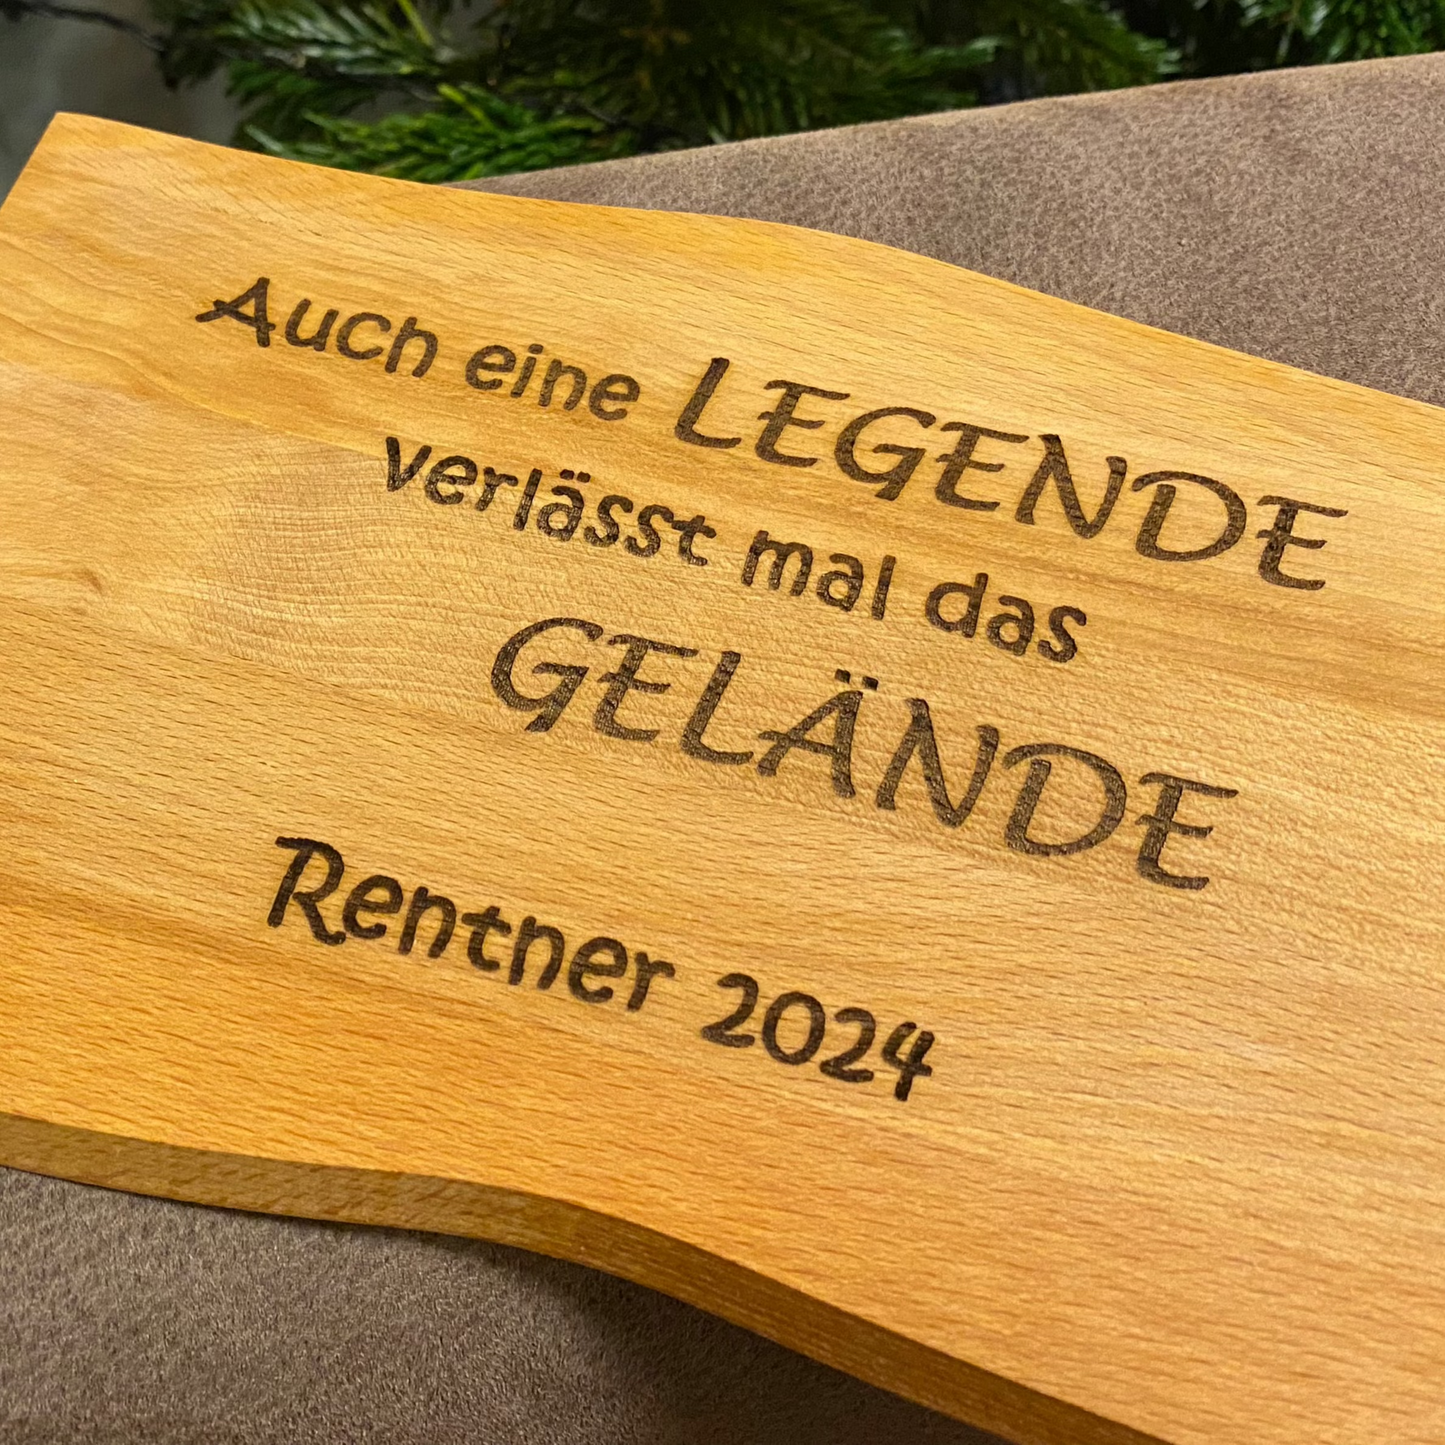 Auch eine LEGENDE
verlässt mal das
GELÄNDE
Rentner 2024